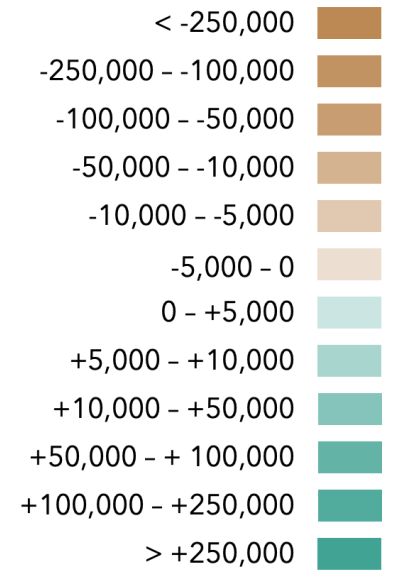 < -250,000
-250,000 – -100,000
-100,000 – -50,000
-50,000 – -10,000
-10,000 – -5,000
-5,000 – 0
0 – +5,000
+5,000 – +10,000
+10,000 – +50,000
+50,000 – + 100,000
+100,000 – +250,000
> +250,000